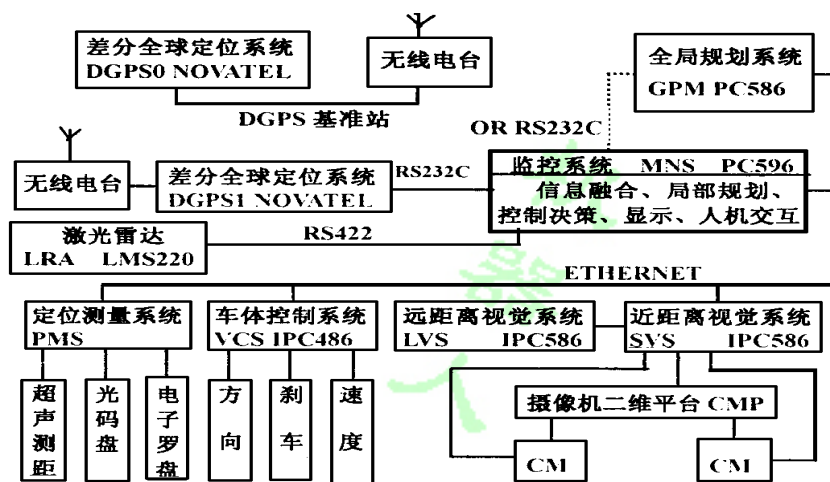 差分全球定位系统
DGPS0 NOVATEL
无线电台
DGPS 基准站
全局规划系统
GPM PC586
OR RS232C
无线电台
差分全球定位系统
DGPS1 NOVATEL
RS232C
监控系统 MNS PC596
信息融合、局部规划、
控制决策、显示、人机交互
激光雷达
LRA LMS220
RS422
ETHERNET
定位测量系统
PMS
车体控制系统
VCS IPC486
远距离视觉系统
LVS IPC586
近距离视觉系统
SVS IPC586
超声测距
光码盘
电子罗盘
方向
刹车
速度
摄像机二维平台 CMP
CM
CM